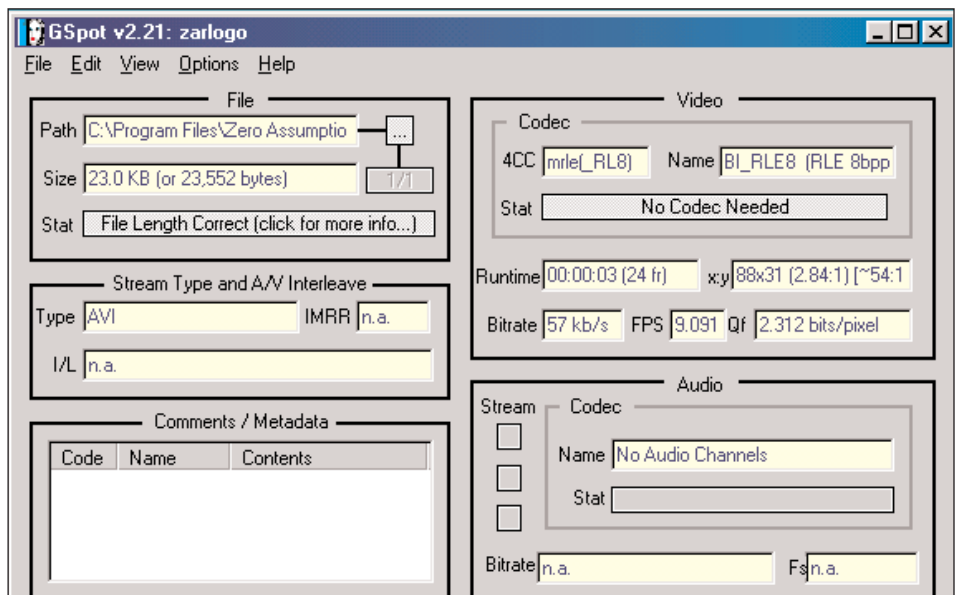 GSpot v2.21: zarlogo
File Edit View Options Help
File
Path C:\Program Files\Zero Assumptio ...
Size 23.0 KB (or 23,552 bytes) 1/1
Stat File Length Correct (click for more info...)
Stream Type and A/V Interleave
Type AVI IMRR n.a.
I/L n.a.
Comments / Metadata
Code Name Contents
Video
Codec
4CC mrle(_RL8) Name BI_RLE8 (RLE 8bpp
Stat No Codec Needed
Runtime 00:00:03 (24 fr) x:y 88x31 (2.84:1) [~54:1
Bitrate 57 kb/s FPS 9.091 Qf 2.312 bits/pixel
Audio
Stream Codec
Name No Audio Channels
Stat
Bitrate n.a. Fs n.a.